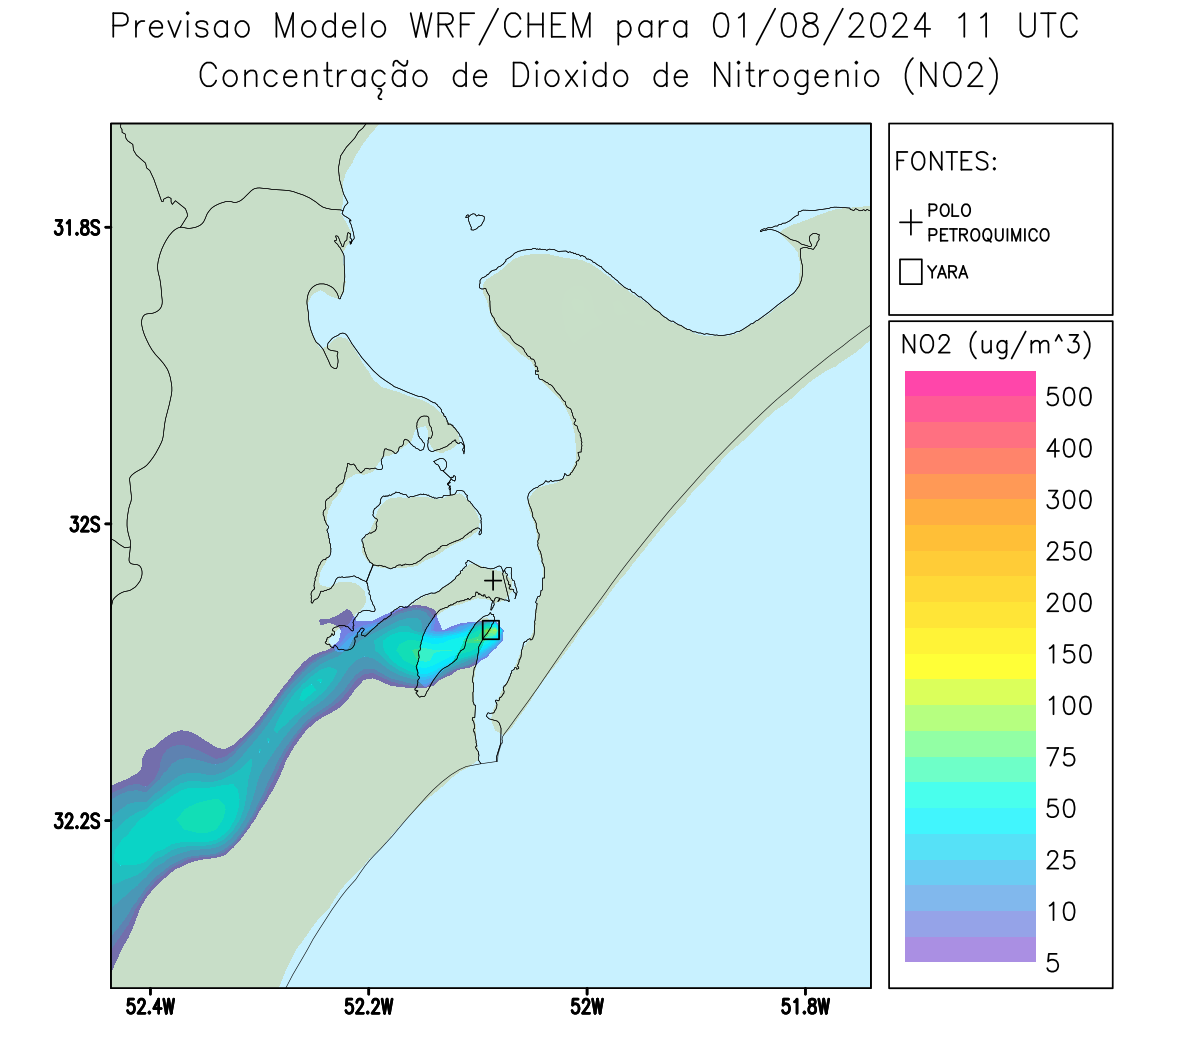 Previsao Modelo WRF/CHEM para 01/08/2024 11 UTC
Concentração de Dioxido de Nitrogenio (NO2)
FONTES:
POLO
PETROQUIMICO
YARA
NO2 (ug/m^3)
500
400
300
250
200
150
100
75
50
25
10
5
31.8S
32S
32.2S
52.4W
52.2W
52W
51.8W